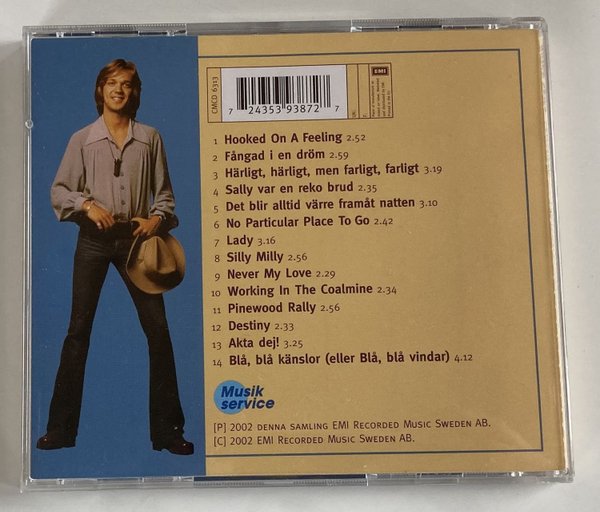 CMCD 6313
EMI
7 24353 93872 7
1 Hooked On A Feeling 2.52
2 Fångad i en dröm 2.59
3 Härligt, härligt, men farligt, farligt 3.19
4 Sally var en reko brud 2.35
5 Det blir alltid värre framåt natten 3.10
6 No Particular Place To Go 2.42
7 Lady 3.16
8 Silly Milly 2.56
9 Never My Love 2.29
10 Working In The Coalmine 2.34
11 Pinewood Rally 2.56
12 Destiny 2.33
13 Akta dej! 3.25
14 Blå, blå känslor (eller Blå, blå vindar) 4.12
Musik
service
[P] 2002 DENNA SAMLING EMI RECORDED MUSIC SWEDEN AB.
[C] 2002 EMI RECORDED MUSIC SWEDEN AB.